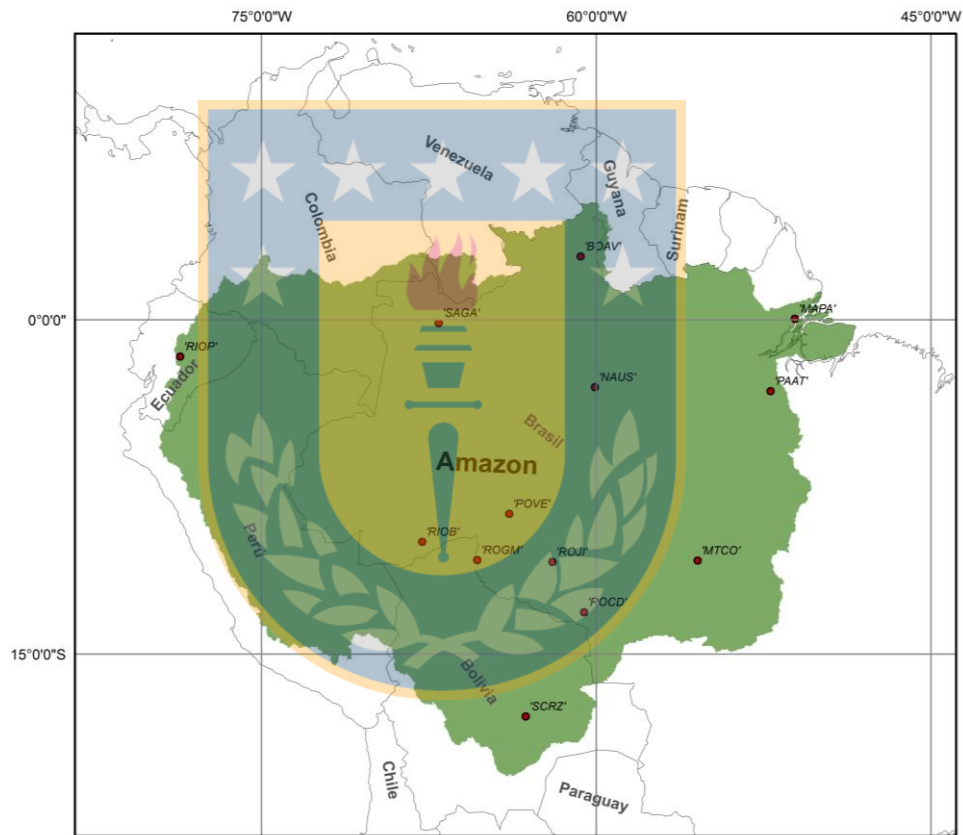 75°0'0"W 60°0'0"W 45°0'0"W
Venezuela
Guyana
Colombia
Surinam
'BOAV'
'SAGA'
0°0'0"
'MAPA'
'RIOP'
Ecuador
'NAUS'
'PAAT'
Brasil
Amazon
'POVE'
'RIOB'
Perú
'ROGM'
'ROJI'
'MTCO'
'POCD'
15°0'0"S
Bolivia
'SCRZ'
Chile
Paraguay